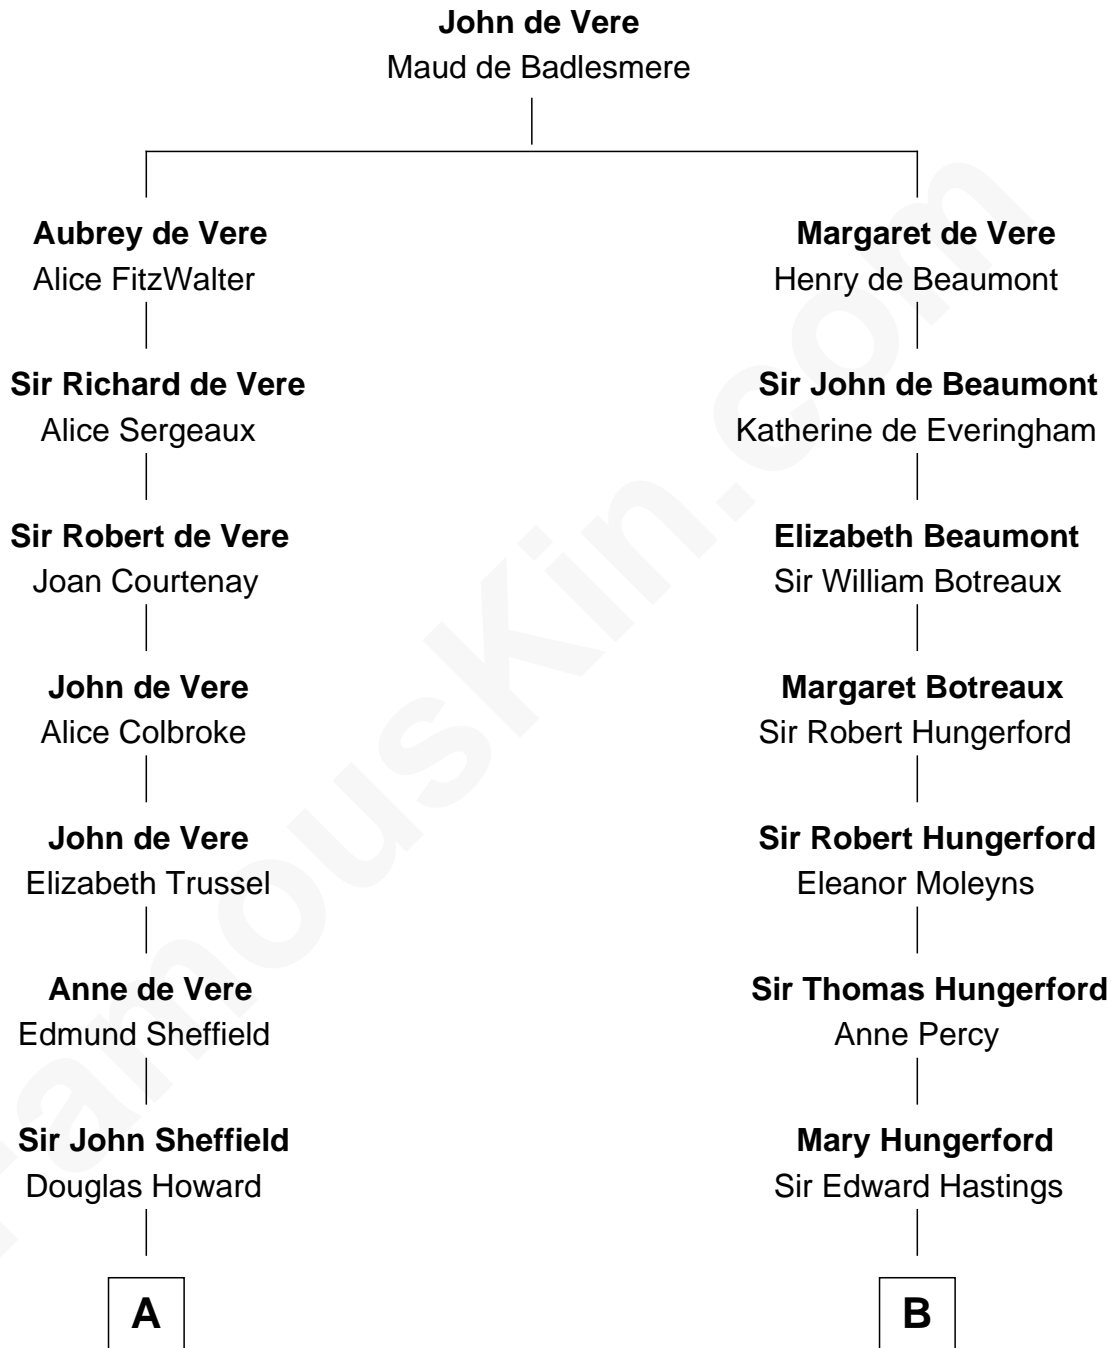 John de Vere
Maud de Badlesmere
Aubrey de Vere
Alice FitzWalter
Margaret de Vere
Henry de Beaumont
Sir Richard de Vere
Alice Sergeaux
Sir John de Beaumont
Katherine de Everingham
Sir Robert de Vere
Joan Courtenay
Elizabeth Beaumont
Sir William Botreaux
John de Vere
Alice Colbroke
Margaret Botreaux
Sir Robert Hungerford
John de Vere
Elizabeth Trussel
Sir Robert Hungerford
Eleanor Moleyns
Anne de Vere
Edmund Sheffield
Sir Thomas Hungerford
Anne Percy
Sir John Sheffield
Douglas Howard
Mary Hungerford
Sir Edward Hastings
A
B
FamousKin.com